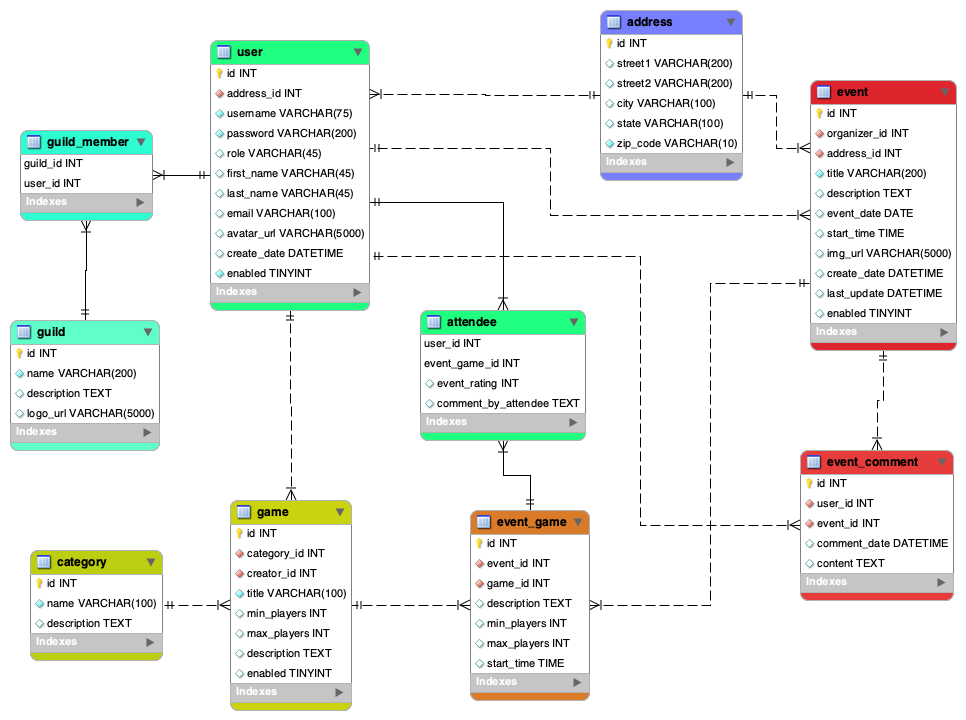 address
id INT
street1 VARCHAR(200)
street2 VARCHAR(200)
city VARCHAR(100)
state VARCHAR(100)
zip_code VARCHAR(10)
Indexes
user
id INT
address_id INT
username VARCHAR(75)
password VARCHAR(200)
role VARCHAR(45)
first_name VARCHAR(45)
last_name VARCHAR(45)
email VARCHAR(100)
avatar_url VARCHAR(5000)
create_date DATETIME
enabled TINYINT
Indexes
event
id INT
organizer_id INT
address_id INT
title VARCHAR(200)
description TEXT
event_date DATE
start_time TIME
img_url VARCHAR(5000)
create_date DATETIME
last_update DATETIME
enabled TINYINT
Indexes
guild_member
guild_id INT
user_id INT
Indexes
guild
id INT
name VARCHAR(200)
description TEXT
logo_url VARCHAR(5000)
Indexes
attendee
user_id INT
event_game_id INT
event_rating INT
comment_by_attendee TEXT
Indexes
event_comment
id INT
user_id INT
event_id INT
comment_date DATETIME
content TEXT
Indexes
game
id INT
category_id INT
creator_id INT
title VARCHAR(100)
min_players INT
max_players INT
description TEXT
enabled TINYINT
Indexes
event_game
id INT
event_id INT
game_id INT
description TEXT
min_players INT
max_players INT
start_time TIME
Indexes
category
id INT
name VARCHAR(100)
description TEXT
Indexes